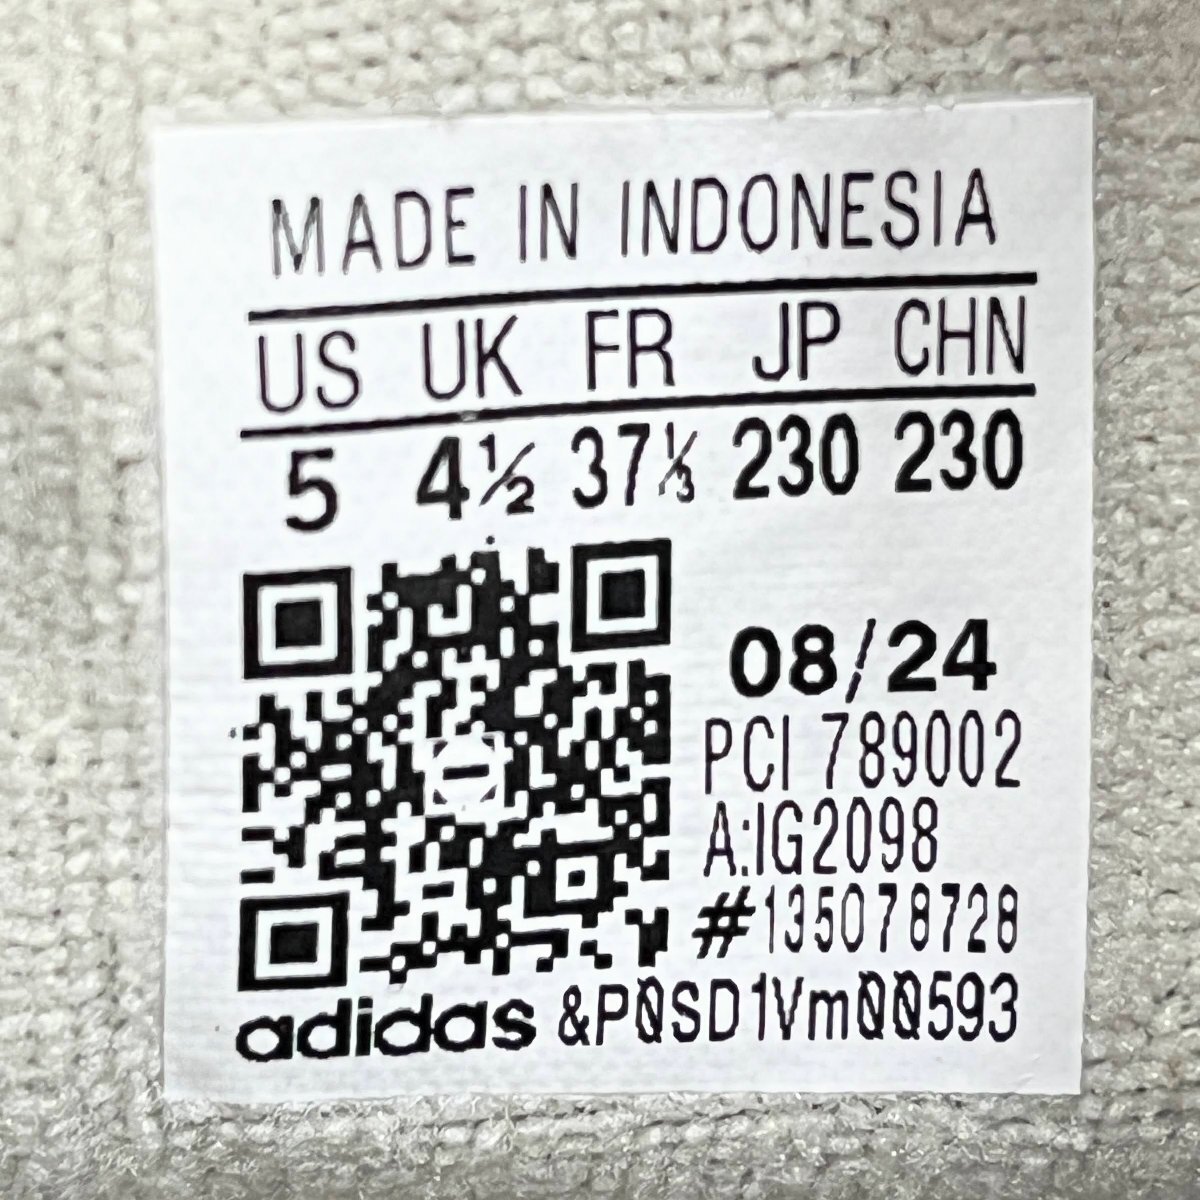 MADE IN INDONESIA
US UK FR JP CHN
5 4½ 37⅓ 230 230
08/24
PCI 789002
A:IG2098
#135078728
adidas &P0SD1Vm00593